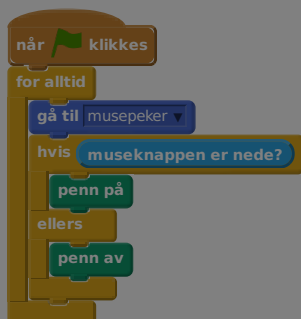 når klikkes
for alltid
gå til musepeker
hvis museknappen er nede?
penn på
ellers
penn av